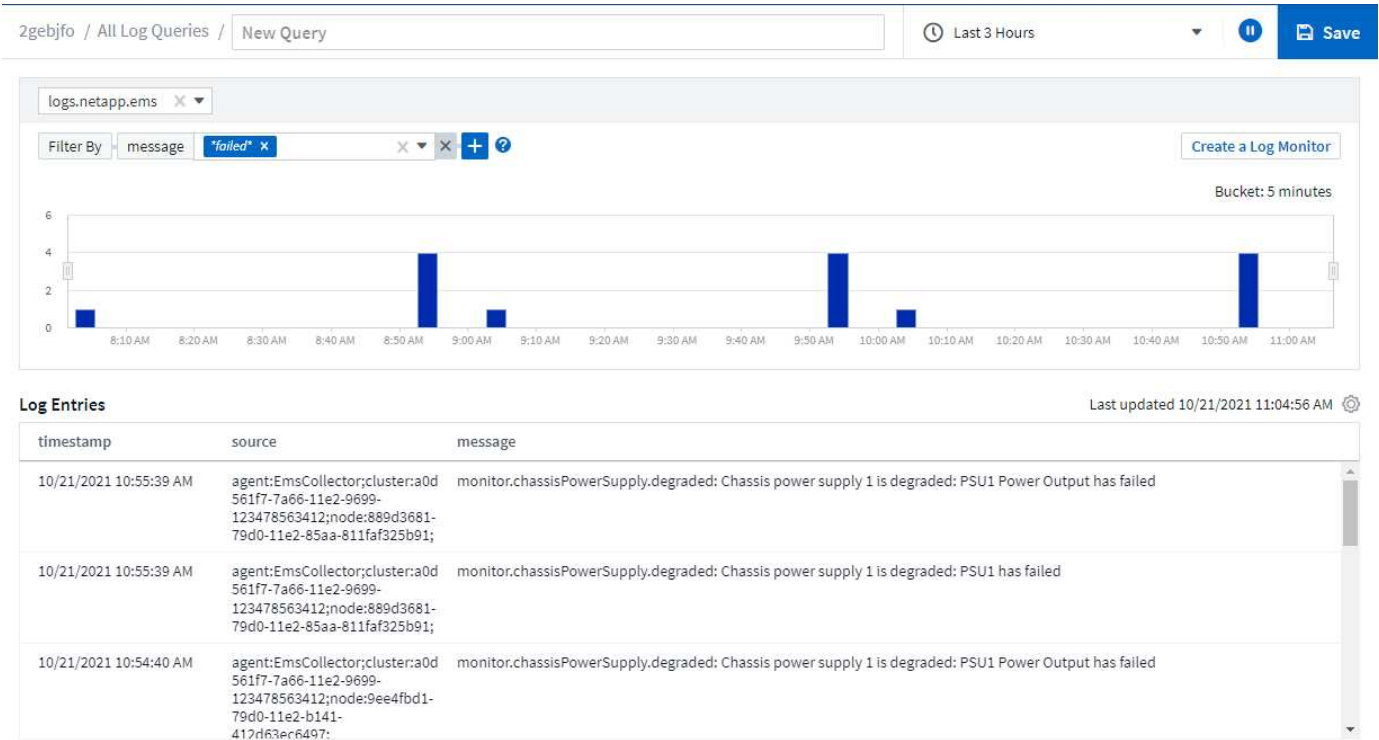 2gebjfo / All Log Queries / New Query Last 3 Hours Save
logs.netapp.ems
Filter By message *failed* Create a Log Monitor
Bucket: 5 minutes
6
4
2
0
8:10 AM 8:20 AM 8:30 AM 8:40 AM 8:50 AM 9:00 AM 9:10 AM 9:20 AM 9:30 AM 9:40 AM 9:50 AM 10:00 AM 10:10 AM 10:20 AM 10:30 AM 10:40 AM 10:50 AM 11:00 AM
Log Entries Last updated 10/21/2021 11:04:56 AM
timestamp source message
10/21/2021 10:55:39 AM agent:EmsCollector;cluster:a0d monitor.chassisPowerSupply.degraded: Chassis power supply 1 is degraded: PSU1 Power Output has failed
561f7-7a66-11e2-9699-
123478563412;node:889d3681-
79d0-11e2-85aa-811faf325b91;
10/21/2021 10:55:39 AM agent:EmsCollector;cluster:a0d monitor.chassisPowerSupply.degraded: Chassis power supply 1 is degraded: PSU1 has failed
561f7-7a66-11e2-9699-
123478563412;node:889d3681-
79d0-11e2-85aa-811faf325b91;
10/21/2021 10:54:40 AM agent:EmsCollector;cluster:a0d monitor.chassisPowerSupply.degraded: Chassis power supply 1 is degraded: PSU1 Power Output has failed
561f7-7a66-11e2-9699-
123478563412;node:9ee4fbd1-
79d0-11e2-b141-
412d63ec6497;